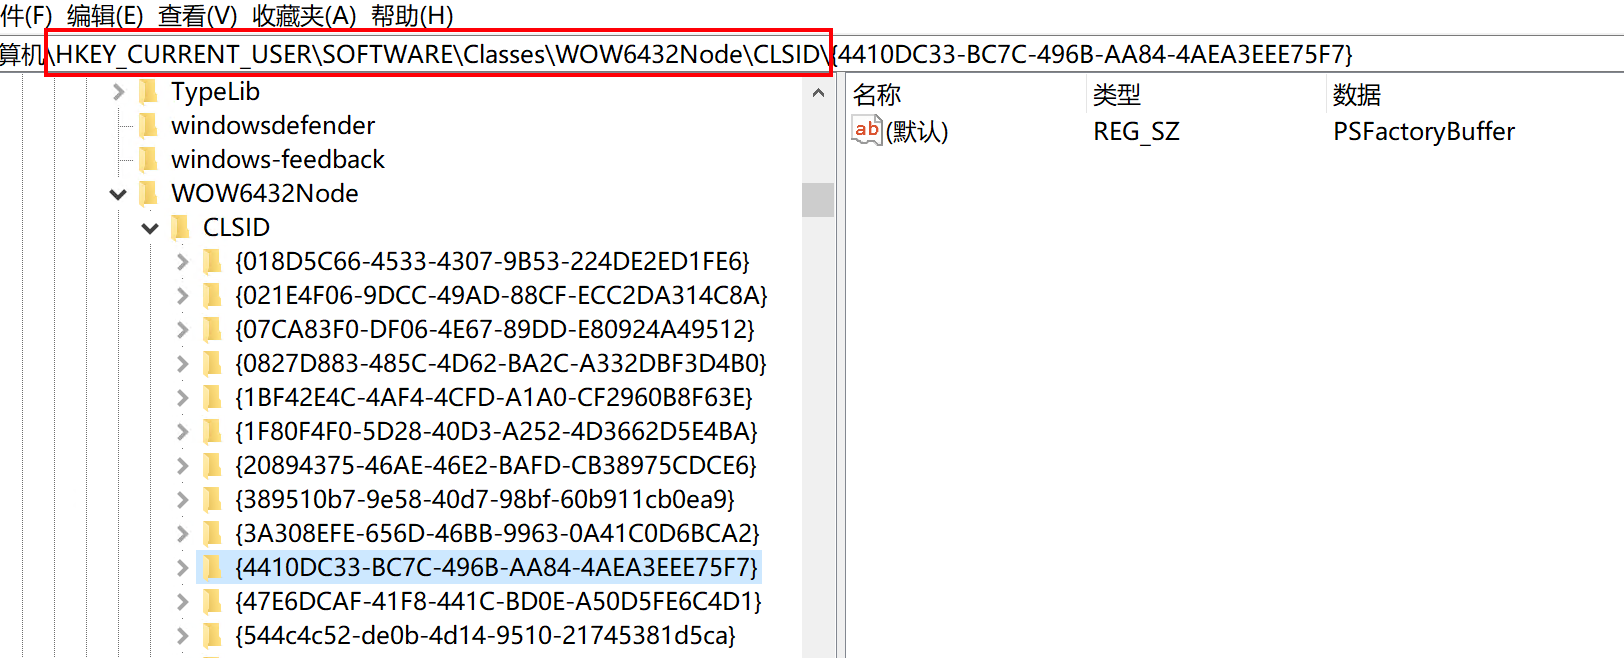 件(F) 编辑(E) 查看(V) 收藏夹(A) 帮助(H)
算机\HKEY_CURRENT_USER\SOFTWARE\Classes\WOW6432Node\CLSID\{4410DC33-BC7C-496B-AA84-4AEA3EEE75F7}
TypeLib
windowsdefender
windows-feedback
WOW6432Node
CLSID
{018D5C66-4533-4307-9B53-224DE2ED1FE6}
{021E4F06-9DCC-49AD-88CF-ECC2DA314C8A}
{07CA83F0-DF06-4E67-89DD-E80924A49512}
{0827D883-485C-4D62-BA2C-A332DBF3D4B0}
{1BF42E4C-4AF4-4CFD-A1A0-CF2960B8F63E}
{1F80F4F0-5D28-40D3-A252-4D3662D5E4BA}
{20894375-46AE-46E2-BAFD-CB38975CDCE6}
{389510b7-9e58-40d7-98bf-60b911cb0ea9}
{3A308EFE-656D-46BB-9963-0A41C0D6BCA2}
{4410DC33-BC7C-496B-AA84-4AEA3EEE75F7}
{47E6DCAF-41F8-441C-BD0E-A50D5FE6C4D1}
{544c4c52-de0b-4d14-9510-21745381d5ca}
名称 类型 数据
ab (默认) REG_SZ PSFactoryBuffer